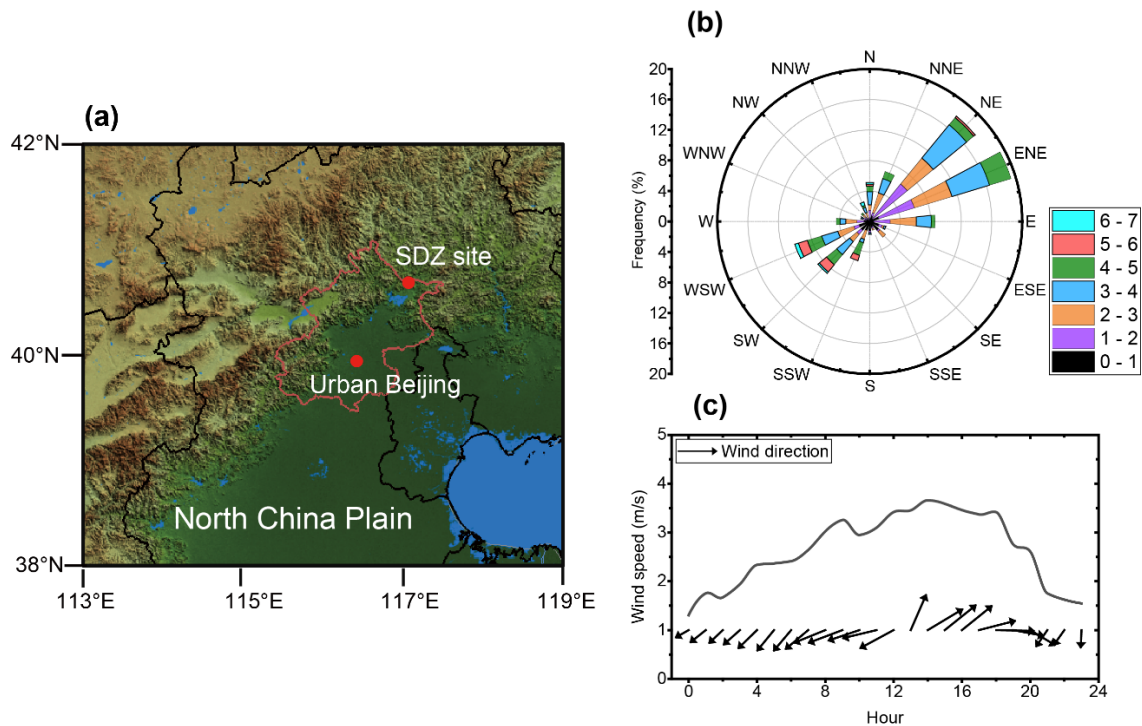 (a)
42°N
40°N
38°N
113°E
115°E
117°E
119°E
SDZ site
Urban Beijing
North China Plain
(b)
Frequency (%)
20
16
12
8
4
0
4
8
12
16
20
N
NNE
NE
ENE
E
ESE
SE
SSE
S
SSW
SW
WSW
W
WNW
NW
NNW
6 - 7
5 - 6
4 - 5
3 - 4
2 - 3
1 - 2
0 - 1
(c)
Wind direction
Wind speed (m/s)
5
4
3
2
1
0
0
4
8
12
16
20
24
Hour